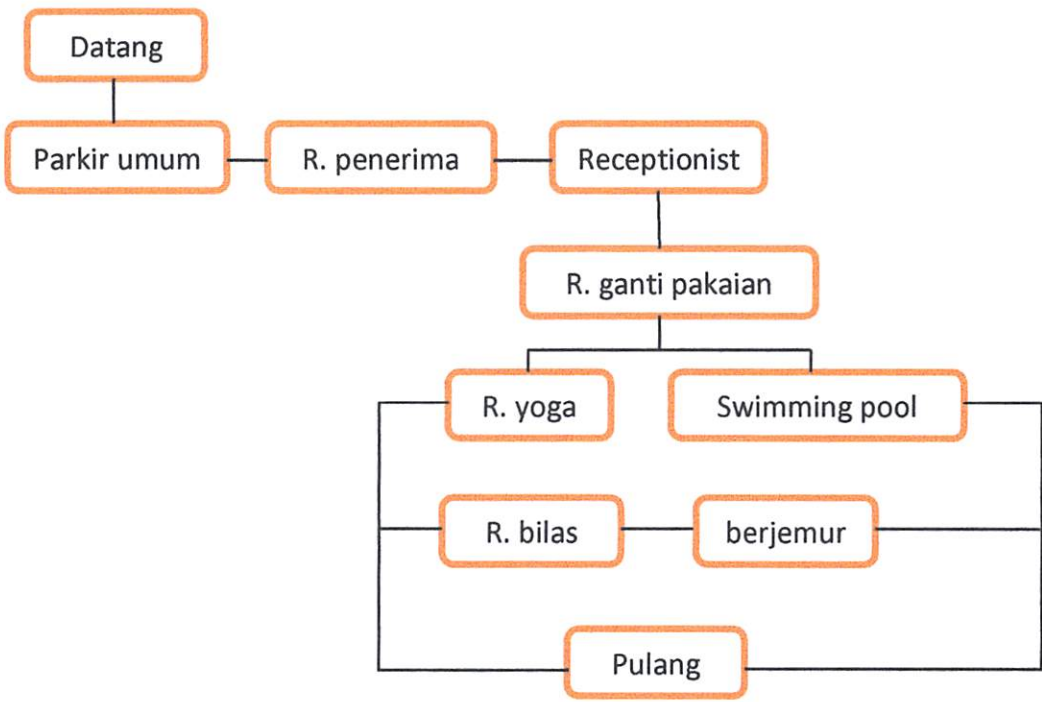 Datang
Parkir umum
R. penerima
Receptionist
R. ganti pakaian
R. yoga
Swimming pool
R. bilas
berjemur
Pulang